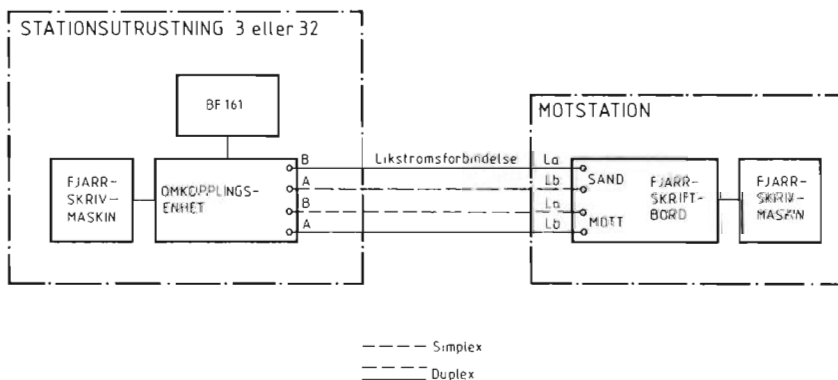 STATIONSUTRUSTNING 3 eller 32
BF 161
FJARR-
SKRIV-
MASKIN
OMKOPPLINGS-
ENHET
B
A
B
A
Likstromsforbindelse
La
Lb
La
Lb
MOTSTATION
SAND
MOTT
FJARR-
SKRIFT-
BORD
FJARR-
SKRIV-
MASKIN
Simplex
Duplex